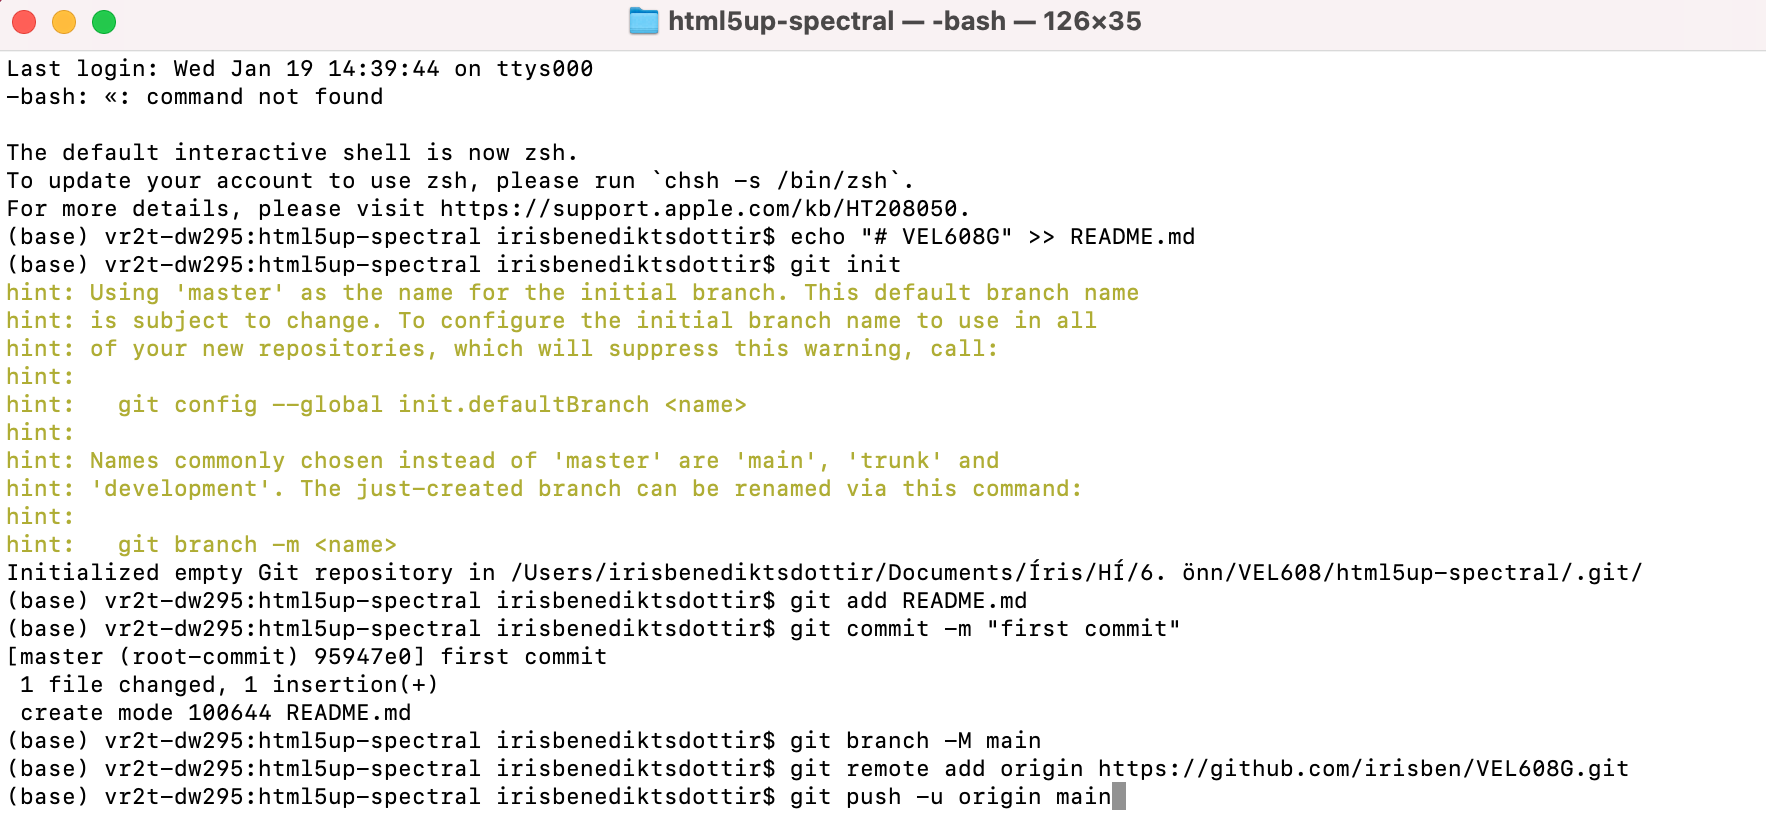 html5up-spectral — -bash — 126×35
Last login: Wed Jan 19 14:39:44 on ttys000
-bash: «: command not found
The default interactive shell is now zsh.
To update your account to use zsh, please run `chsh -s /bin/zsh`.
For more details, please visit https://support.apple.com/kb/HT208050.
(base) vr2t-dw295:html5up-spectral irisbenediktsdottir$ echo "# VEL608G" >> README.md
(base) vr2t-dw295:html5up-spectral irisbenediktsdottir$ git init
hint: Using 'master' as the name for the initial branch. This default branch name
hint: is subject to change. To configure the initial branch name to use in all
hint: of your new repositories, which will suppress this warning, call:
hint:
hint:   git config --global init.defaultBranch <name>
hint:
hint: Names commonly chosen instead of 'master' are 'main', 'trunk' and
hint: 'development'. The just-created branch can be renamed via this command:
hint:
hint:   git branch -m <name>
Initialized empty Git repository in /Users/irisbenediktsdottir/Documents/Íris/HÍ/6. önn/VEL608/html5up-spectral/.git/
(base) vr2t-dw295:html5up-spectral irisbenediktsdottir$ git add README.md
(base) vr2t-dw295:html5up-spectral irisbenediktsdottir$ git commit -m "first commit"
[master (root-commit) 95947e0] first commit
 1 file changed, 1 insertion(+)
 create mode 100644 README.md
(base) vr2t-dw295:html5up-spectral irisbenediktsdottir$ git branch -M main
(base) vr2t-dw295:html5up-spectral irisbenediktsdottir$ git remote add origin https://github.com/irisben/VEL608G.git
(base) vr2t-dw295:html5up-spectral irisbenediktsdottir$ git push -u origin main